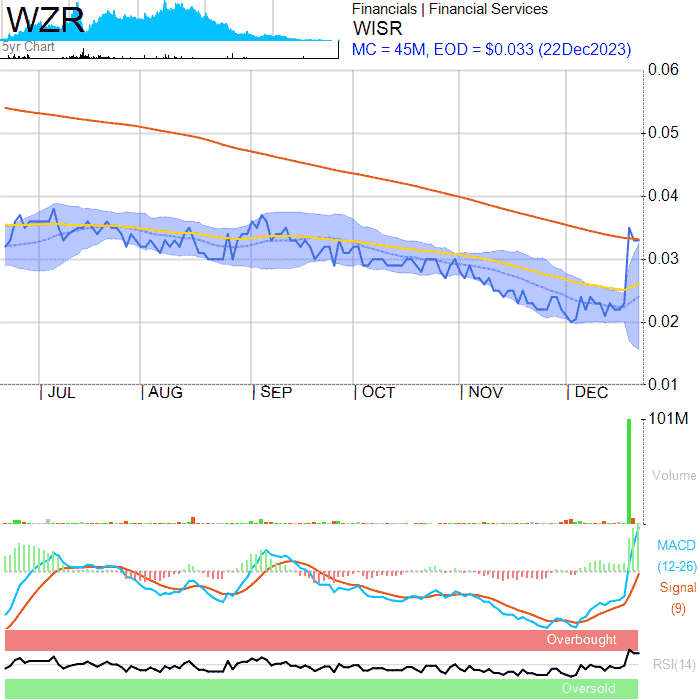 WZR
5yr Chart
Financials | Financial Services
WISR
MC = 45M, EOD = $0.033 (22Dec2023)
0.06
0.05
0.04
0.03
0.02
0.01
JUL AUG SEP OCT NOV DEC
101M
Volume
MACD
(12-26)
Signal
(9)
Overbought
RSI(14)
Oversold